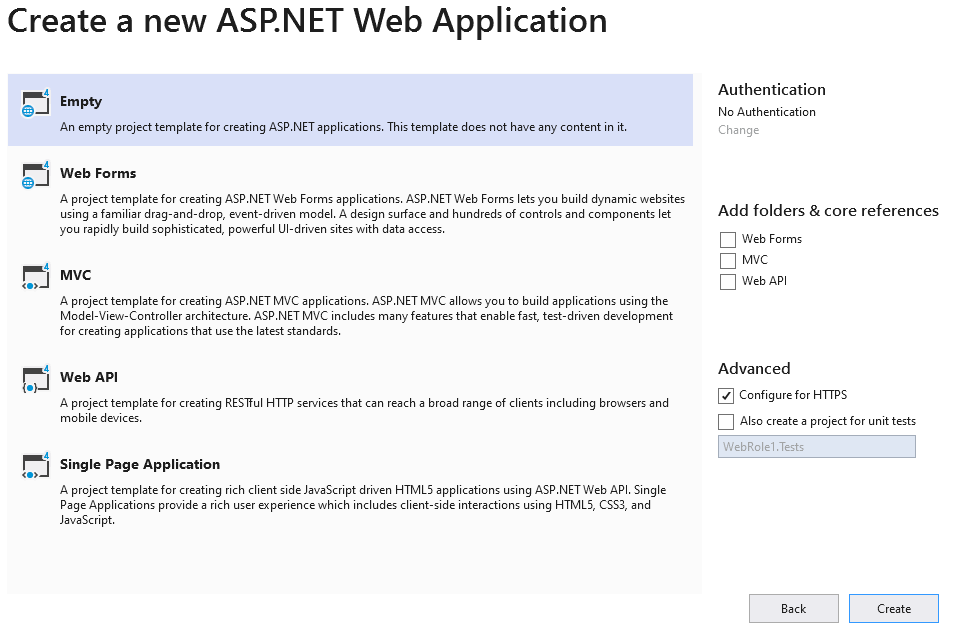 Create a new ASP.NET Web Application
4
Empty
An empty project template for creating ASP.NET applications. This template does not have any content in it.
4
Web Forms
A project template for creating ASP.NET Web Forms applications. ASP.NET Web Forms lets you build dynamic websites
using a familiar drag-and-drop, event-driven model. A design surface and hundreds of controls and components let
you rapidly build sophisticated, powerful UI-driven sites with data access.
4
MVC
A project template for creating ASP.NET MVC applications. ASP.NET MVC allows you to build applications using the
Model-View-Controller architecture. ASP.NET MVC includes many features that enable fast, test-driven development
for creating applications that use the latest standards.
4
Web API
A project template for creating RESTful HTTP services that can reach a broad range of clients including browsers and
mobile devices.
4
Single Page Application
A project template for creating rich client side JavaScript driven HTML5 applications using ASP.NET Web API. Single
Page Applications provide a rich user experience which includes client-side interactions using HTML5, CSS3, and
JavaScript.
Authentication
No Authentication
Change
Add folders & core references
Web Forms
MVC
Web API
Advanced
Configure for HTTPS
Also create a project for unit tests
WebRole1.Tests
Back
Create